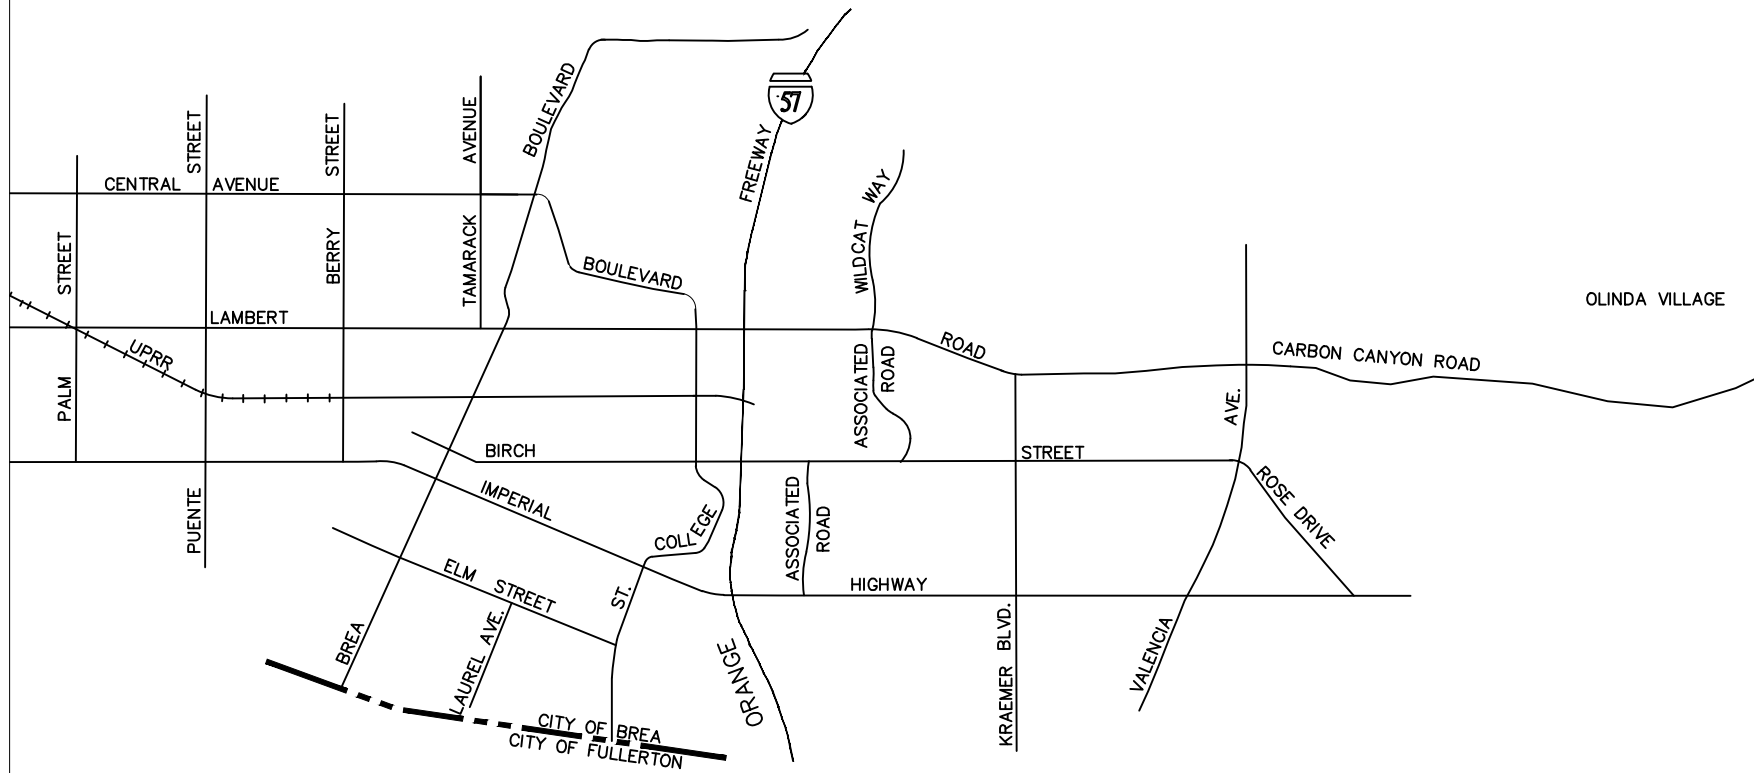 57
BOULEVARD
FREEWAY
STREET
STREET
AVENUE
CENTRAL AVENUE
WILDCAT WAY
STREET
BERRY
TAMARACK
BOULEVARD
OLINDA VILLAGE
LAMBERT
ROAD
UPRR
CARBON CANYON ROAD
PALM
ASSOCIATED
ROAD
AVE.
BIRCH
STREET
IMPERIAL
PUENTE
COLLEGE
ASSOCIATED
ROAD
ROSE DRIVE
ELM STREET
ST.
HIGHWAY
BREA
LAUREL AVE.
ORANGE
KRAEMER BLVD.
VALENCIA
CITY OF BREA
CITY OF FULLERTON